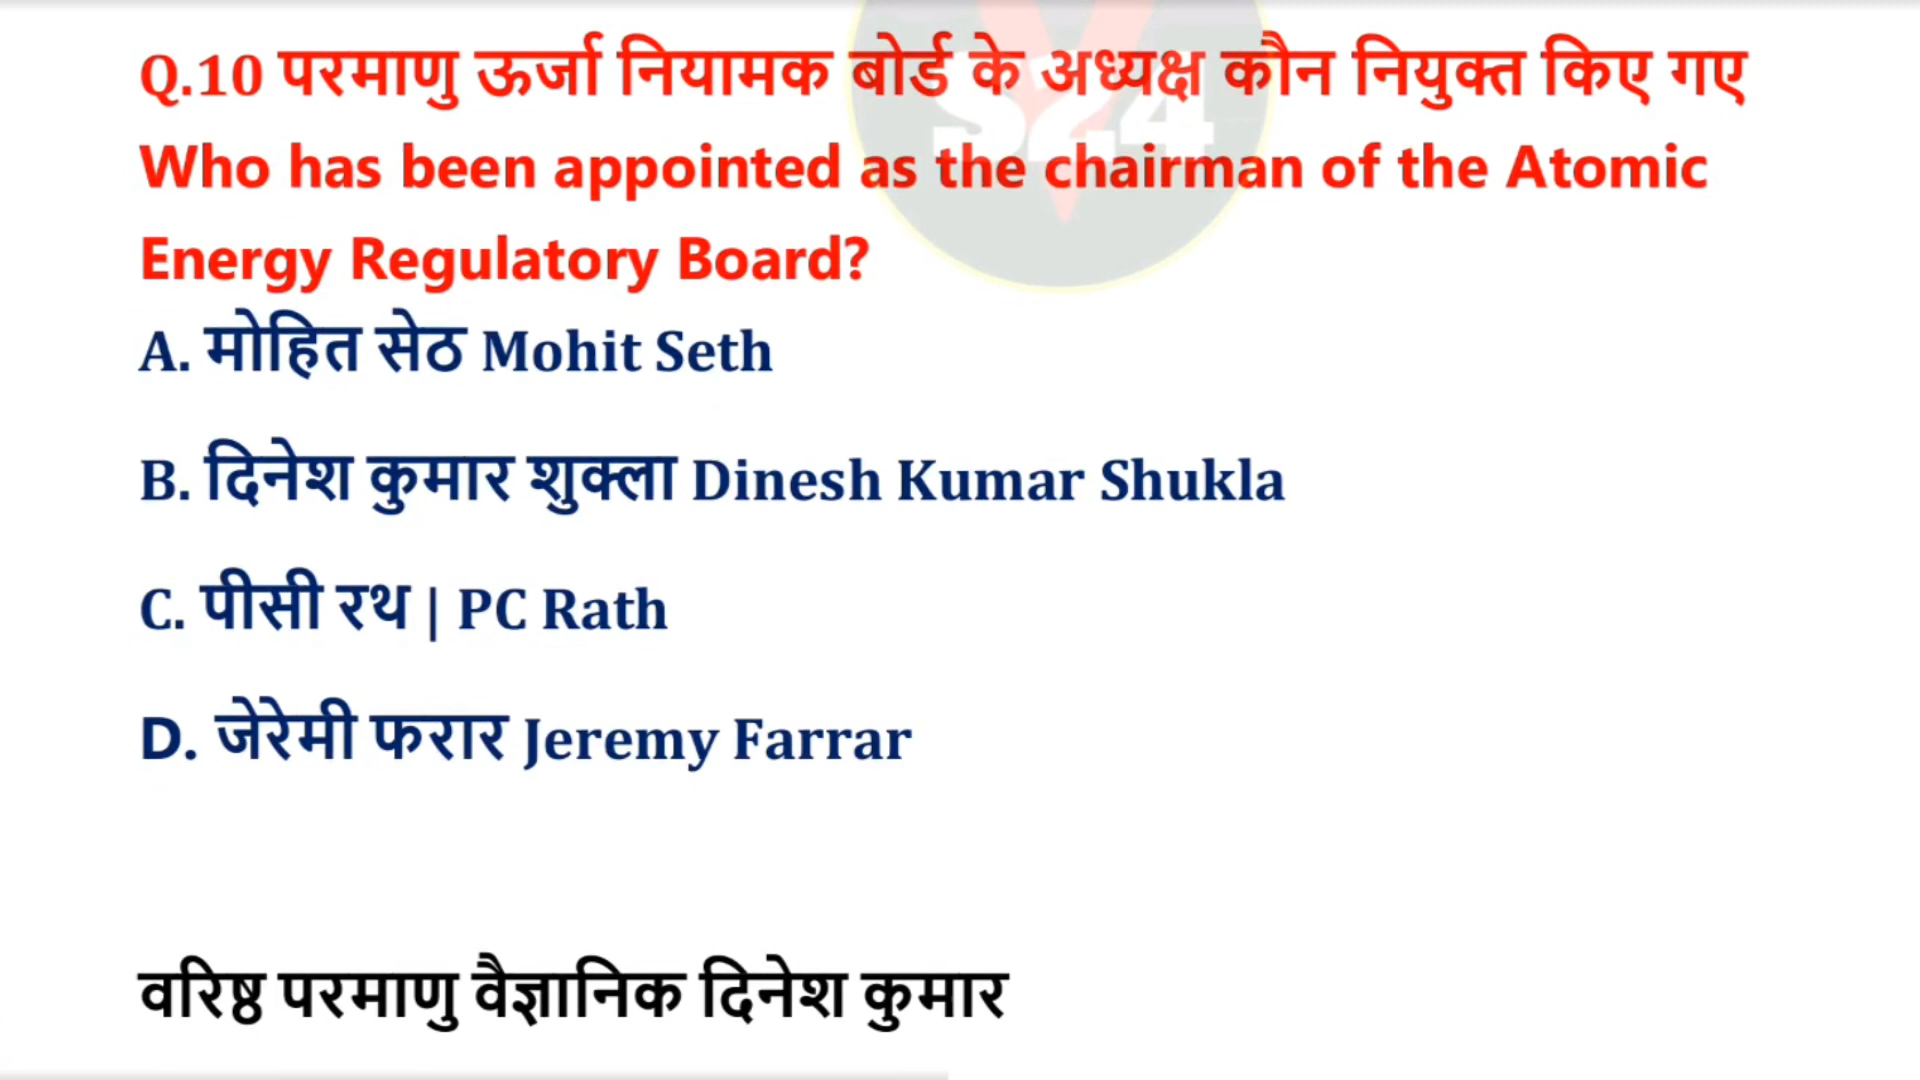 Q.10 परमाणु ऊर्जा नियामक बोर्ड के अध्यक्ष कौन नियुक्त किए गए
Who has been appointed as the chairman of the Atomic
Energy Regulatory Board?
A. मोहित सेठ Mohit Seth
B. दिनेश कुमार शुक्ला Dinesh Kumar Shukla
C. पीसी रथ | PC Rath
D. जेरेमी फरार Jeremy Farrar
वरिष्ठ परमाणु वैज्ञानिक दिनेश कुमार